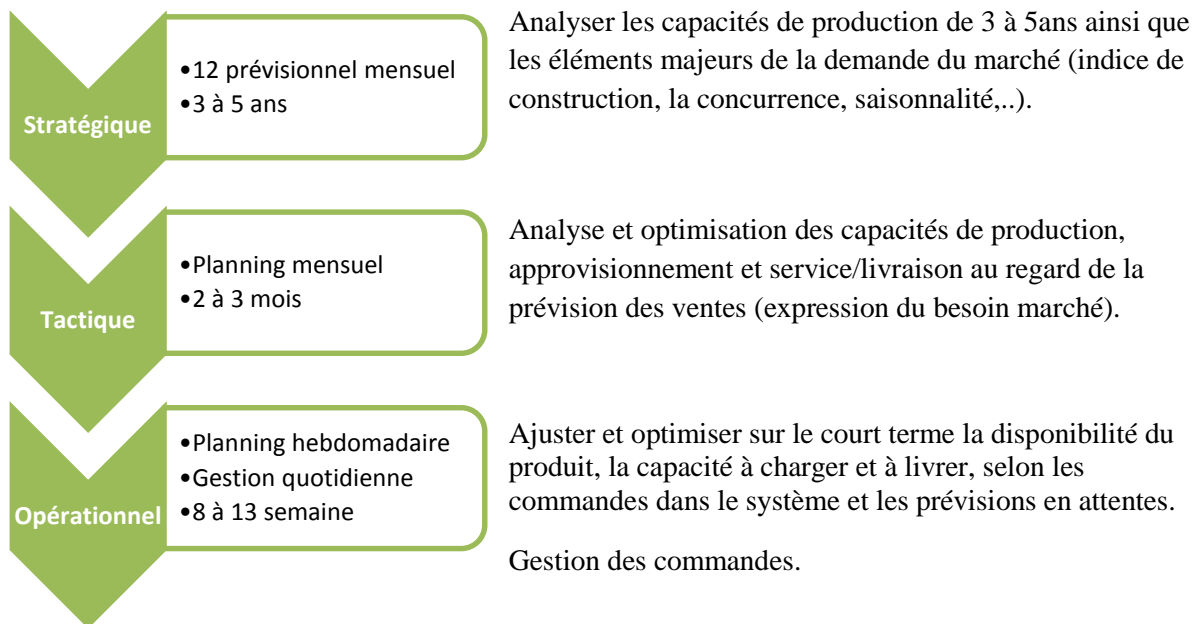 Stratégique
•12 prévisionnel mensuel
•3 à 5 ans
Analyser les capacités de production de 3 à 5ans ainsi que
les éléments majeurs de la demande du marché (indice de
construction, la concurrence, saisonnalité,..).
Tactique
•Planning mensuel
•2 à 3 mois
Analyse et optimisation des capacités de production,
approvisionnement et service/livraison au regard de la
prévision des ventes (expression du besoin marché).
Opérationnel
•Planning hebdomadaire
•Gestion quotidienne
•8 à 13 semaine
Ajuster et optimiser sur le court terme la disponibilité du
produit, la capacité à charger et à livrer, selon les
commandes dans le système et les prévisions en attentes.
Gestion des commandes.